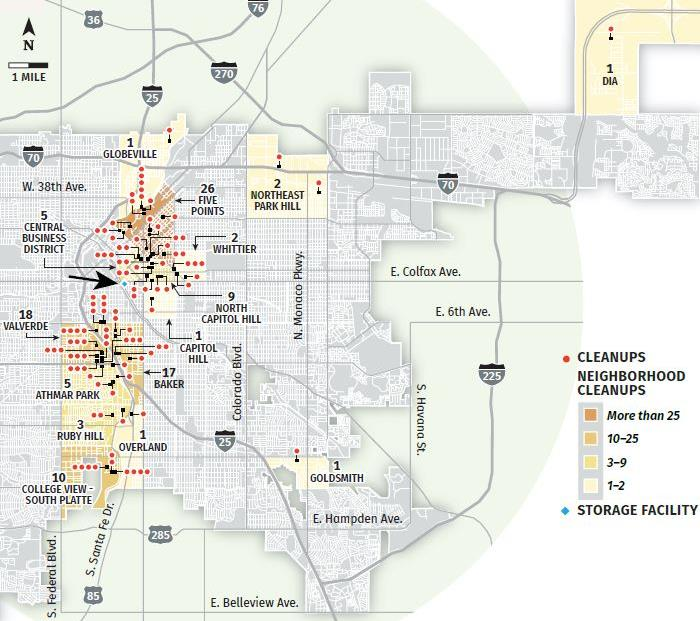 36
76
N
1 MILE
270
25
1
DIA
70
1
GLOBEVILLE
W. 38th Ave.
2
NORTHEAST
PARK HILL
70
26
FIVE
POINTS
5
CENTRAL
BUSINESS
DISTRICT
2
WHITTIER
E. Colfax Ave.
9
NORTH
CAPITOL HILL
N. Monaco Pkwy.
E. 6th Ave.
18
VALVERDE
1
CAPITOL
HILL
CLEANUPS
NEIGHBORHOOD
CLEANUPS
More than 25
10–25
3–9
1–2
STORAGE FACILITY
225
17
BAKER
Colorado Blvd.
5
ATHMAR PARK
S. Havana St.
3
RUBY HILL
1
OVERLAND
25
1
GOLDSMITH
10
COLLEGE VIEW –
SOUTH PLATTE
E. Hampden Ave.
285
S. Santa Fe Dr.
S. Federal Blvd.
85
E. Belleview Ave.